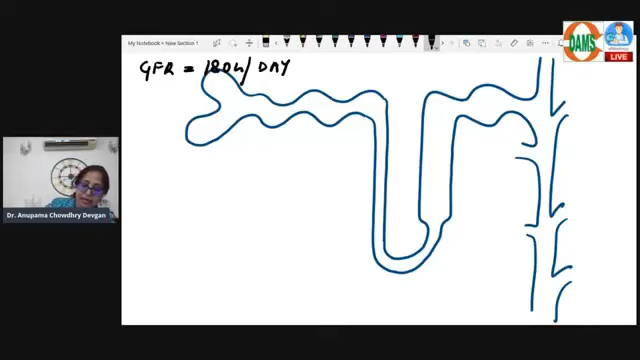 My Notebook > New Section 1
DAMS
LIVE
GFR = 180L/ DAY
Dr. Anupama Chowdhry Devgan